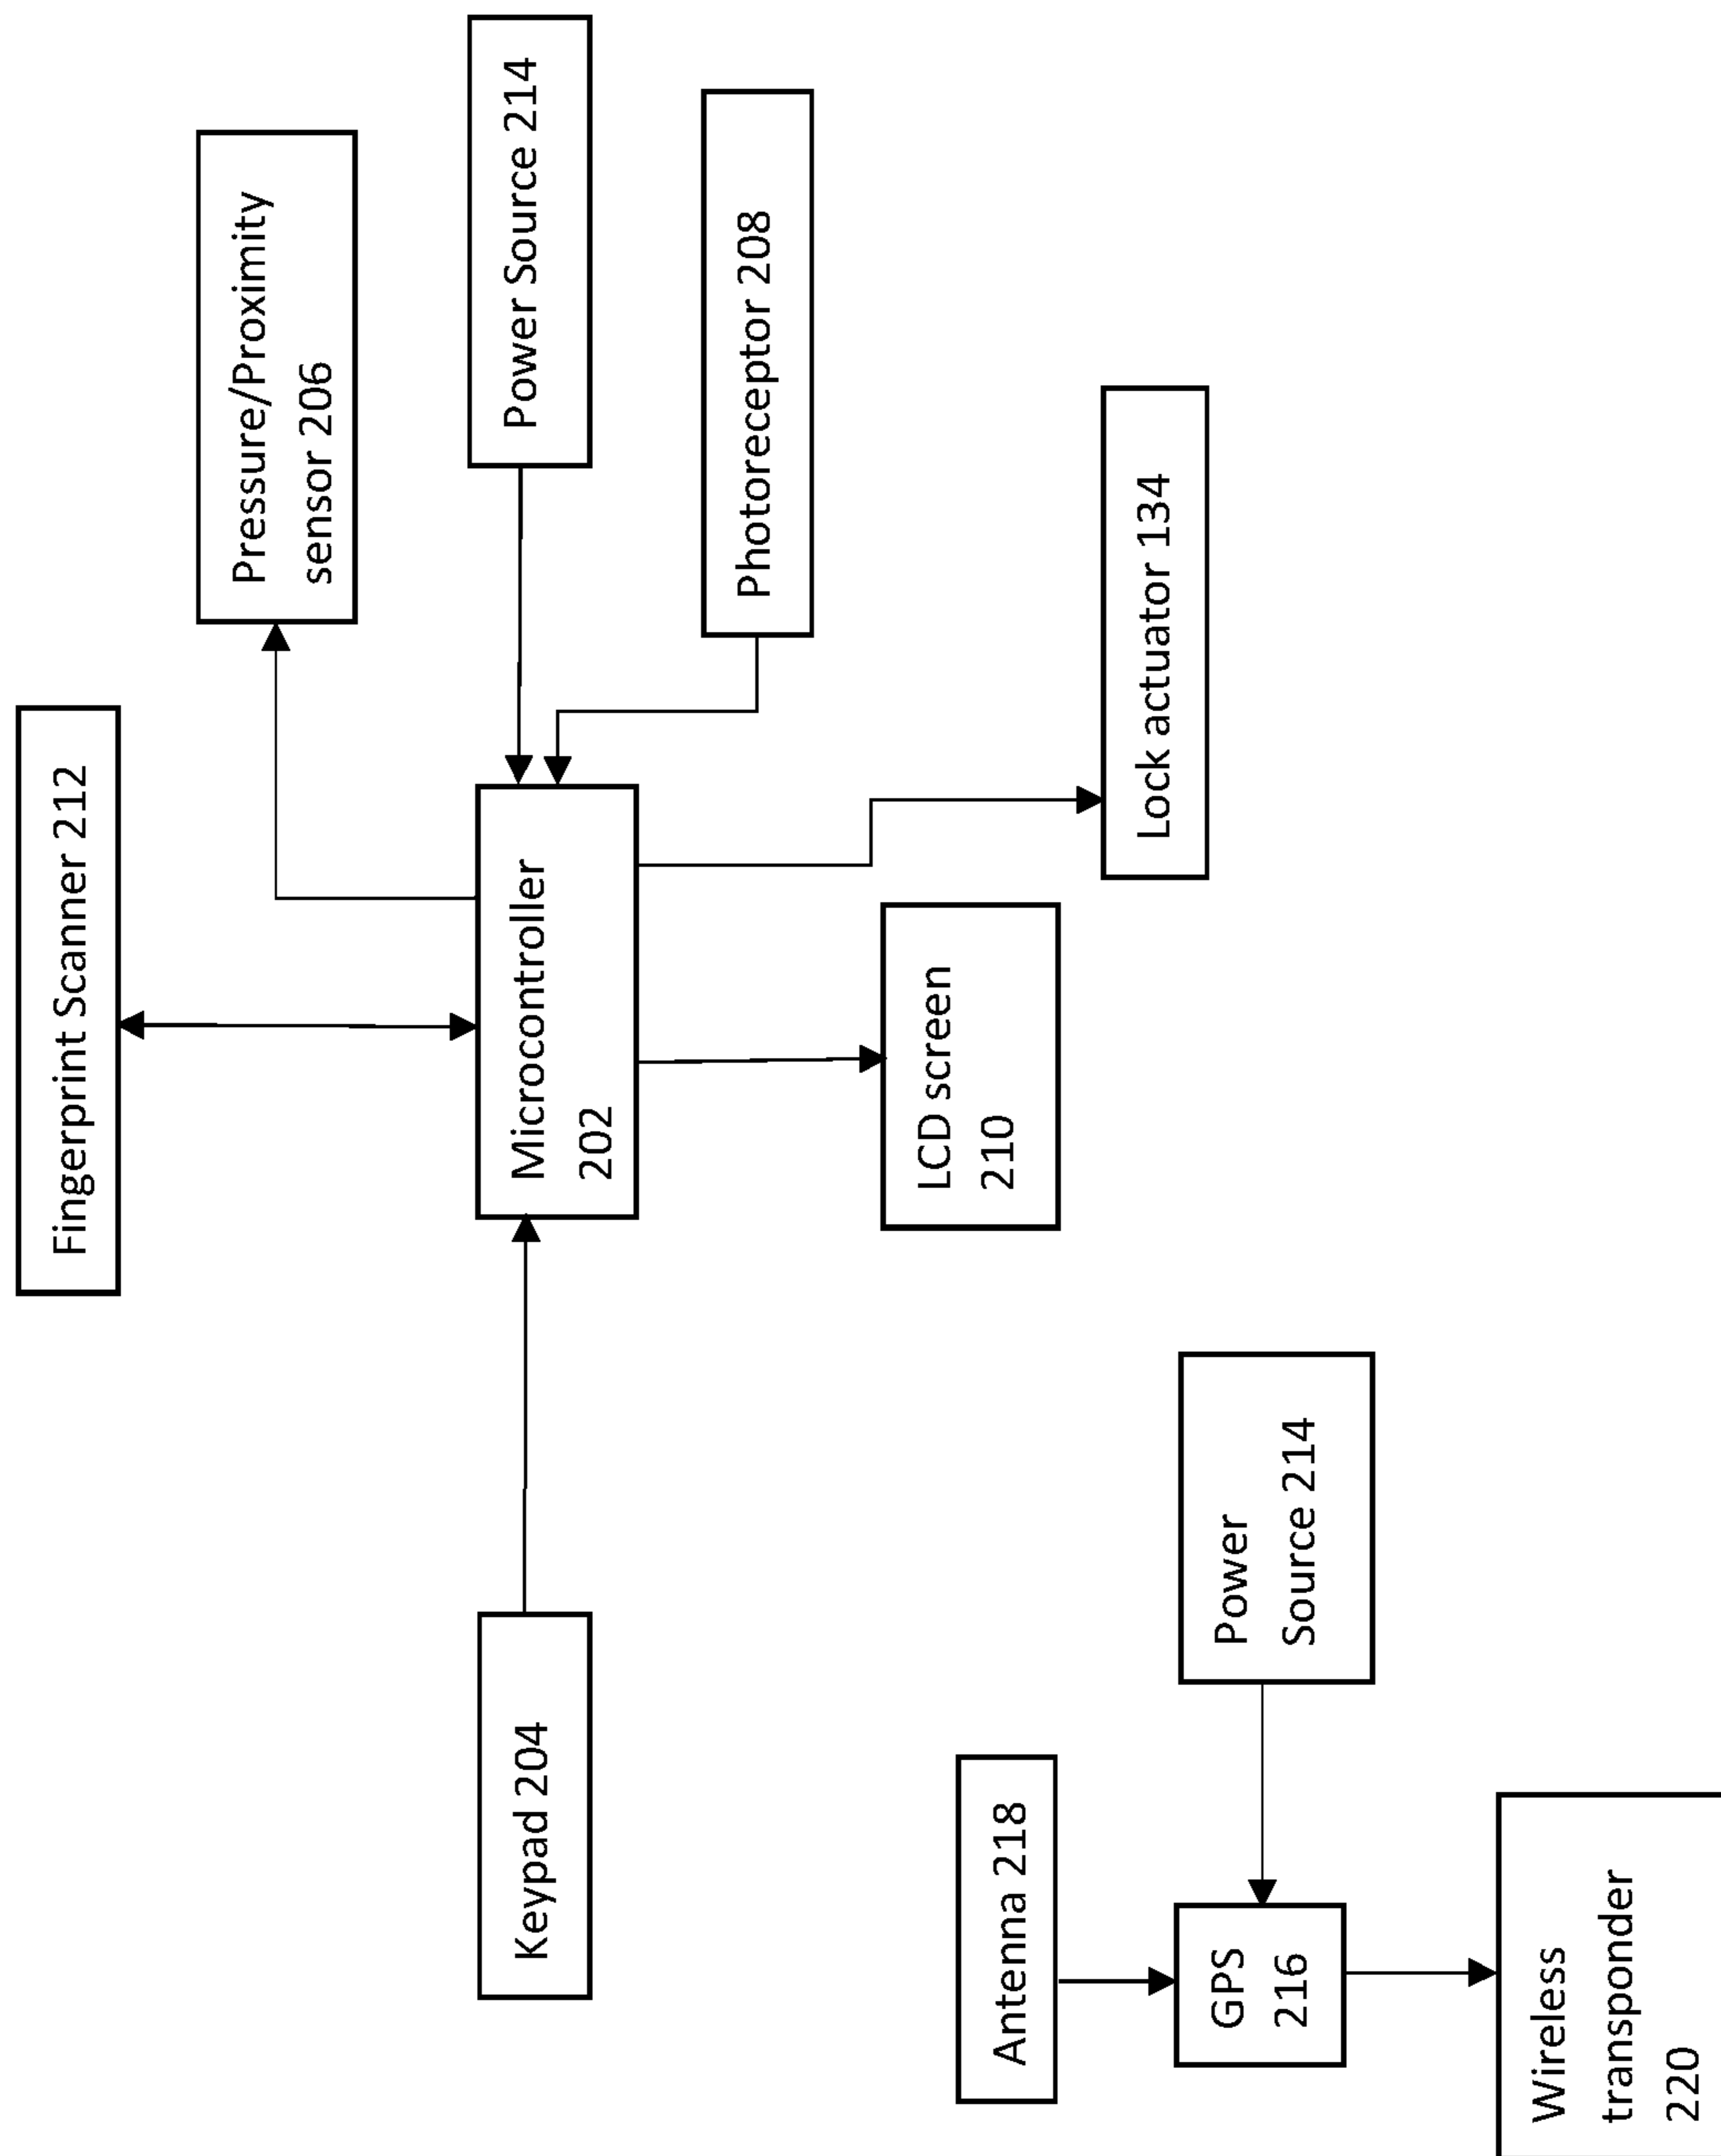 Fingerprint Scanner 212
Pressure/Proximity
sensor 206
Keypad 204
Microcontroller
202
Power Source 214
Photoreceptor 208
LCD screen
210
Lock actuator 134
Antenna 218
GPS
216
Power
Source 214
Wireless
transponder
220